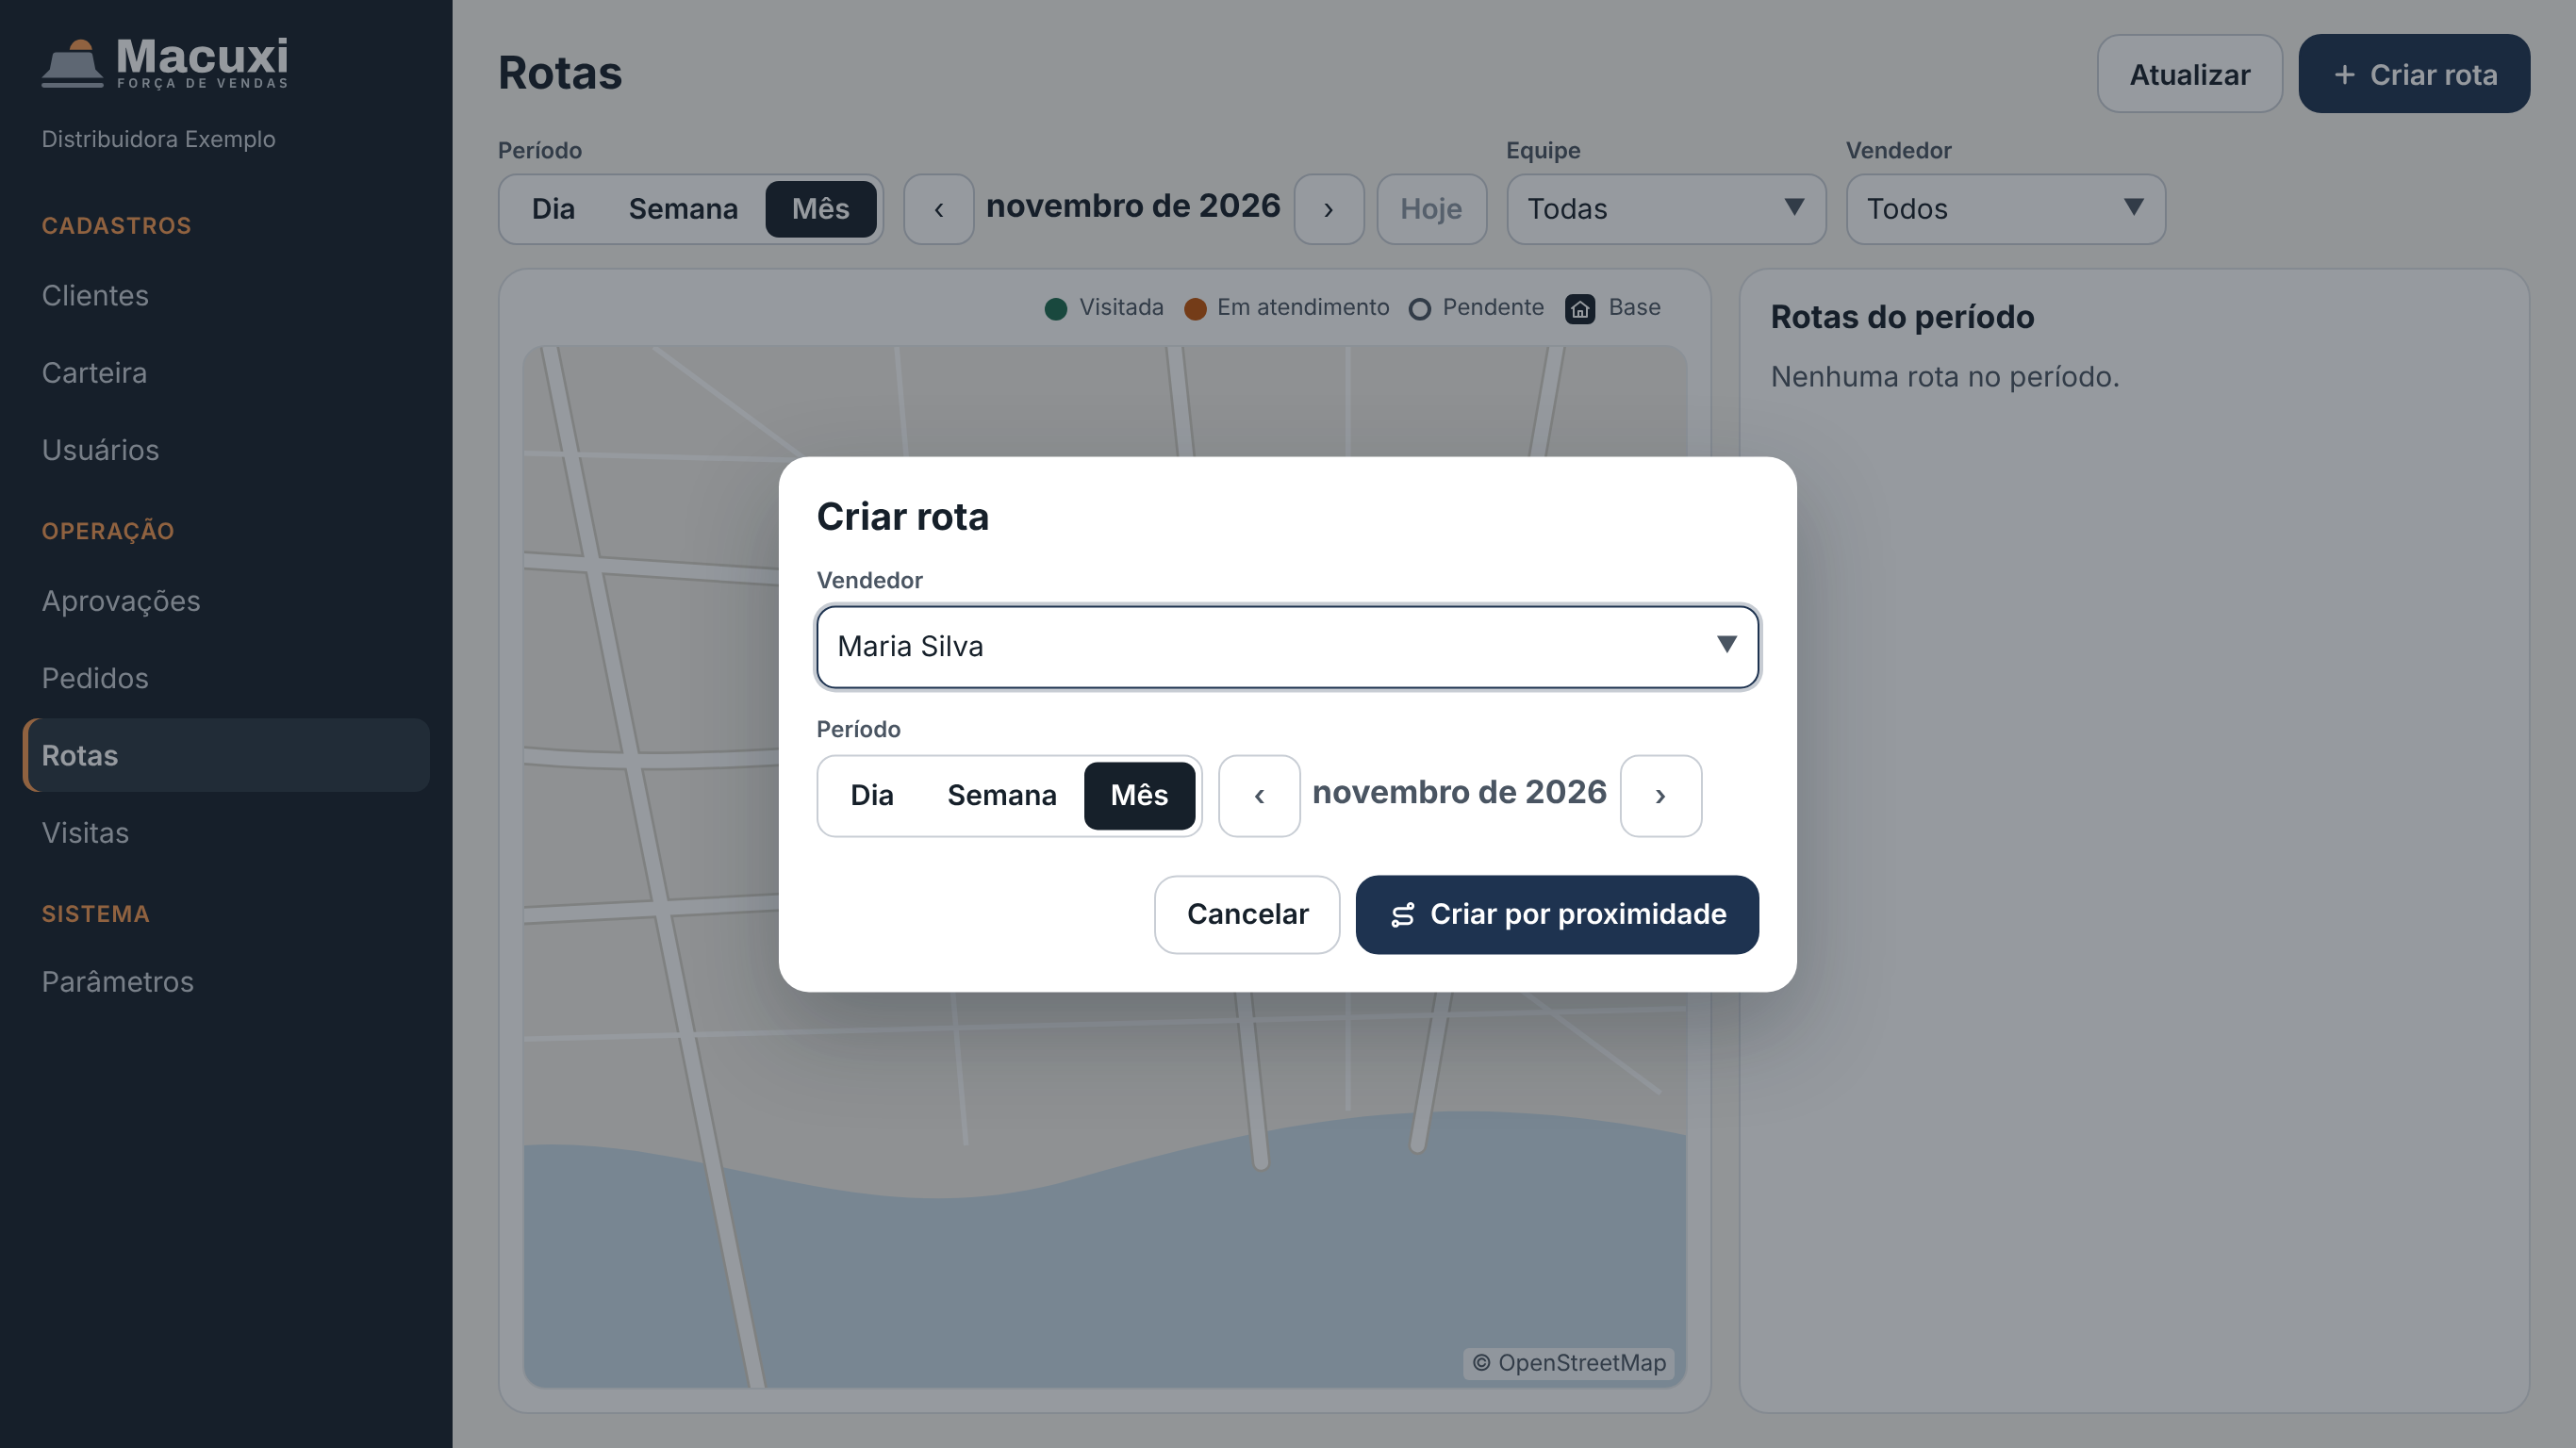 Macuxi
FORÇA DE VENDAS
Distribuidora Exemplo
CADASTROS
Clientes
Carteira
Usuários
OPERAÇÃO
Aprovações
Pedidos
Rotas
Visitas
SISTEMA
Parâmetros
Rotas
Atualizar
+ Criar rota
Período
Equipe
Vendedor
Dia Semana Mês ‹ novembro de 2026 › Hoje Todas ▼ Todos ▼
Visitada Em atendimento Pendente Base
Rotas do período
Nenhuma rota no período.
Criar rota
Vendedor
Maria Silva ▼
Período
Dia Semana Mês ‹ novembro de 2026 ›
Cancelar Criar por proximidade
© OpenStreetMap